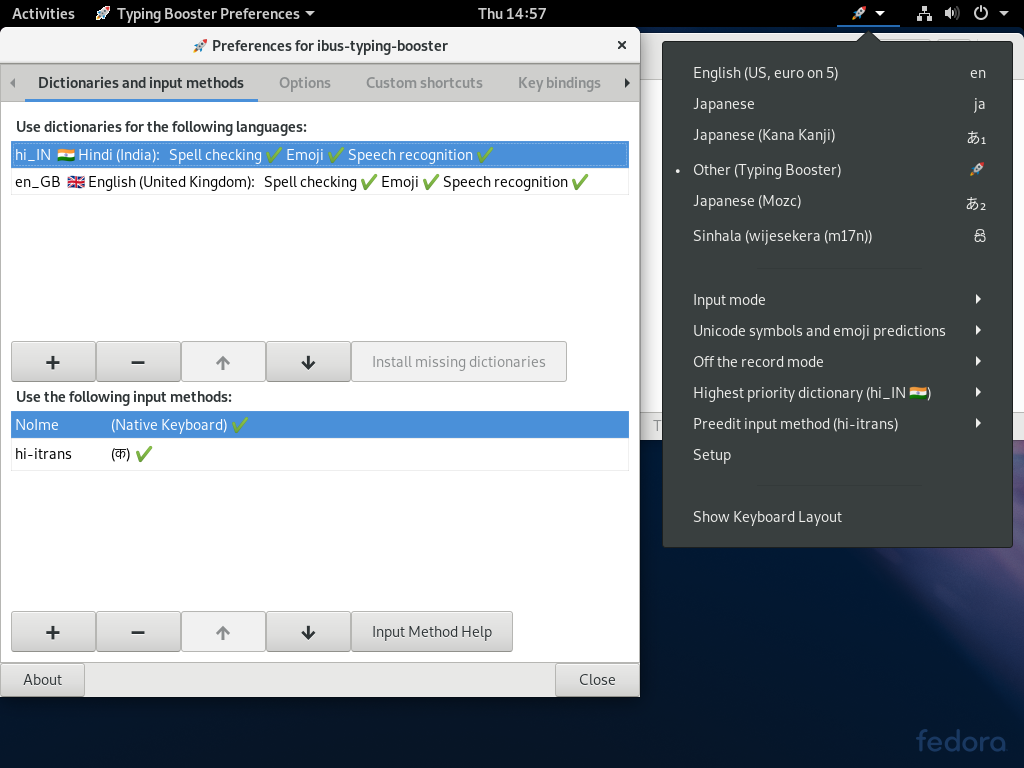 Activities Typing Booster Preferences Thu 14:57
Preferences for ibus-typing-booster
Dictionaries and input methods Options Custom shortcuts Key bindings
Use dictionaries for the following languages:
hi_IN 🇮🇳 Hindi (India): Spell checking ✔ Emoji ✔ Speech recognition ✔
en_GB 🇬🇧 English (United Kingdom): Spell checking ✔ Emoji ✔ Speech recognition ✔
+ − ↑ ↓ Install missing dictionaries
Use the following input methods:
NoIme (Native Keyboard) ✔
hi-itrans (क) ✔
+ − ↑ ↓ Input Method Help
About Close
English (US, euro on 5) en
Japanese ja
Japanese (Kana Kanji) あ₁
• Other (Typing Booster) 🚀
Japanese (Mozc) あ₂
Sinhala (wijesekera (m17n)) සි
Input mode
Unicode symbols and emoji predictions
Off the record mode
Highest priority dictionary (hi_IN 🇮🇳)
Preedit input method (hi-itrans)
Setup
Show Keyboard Layout
fedora